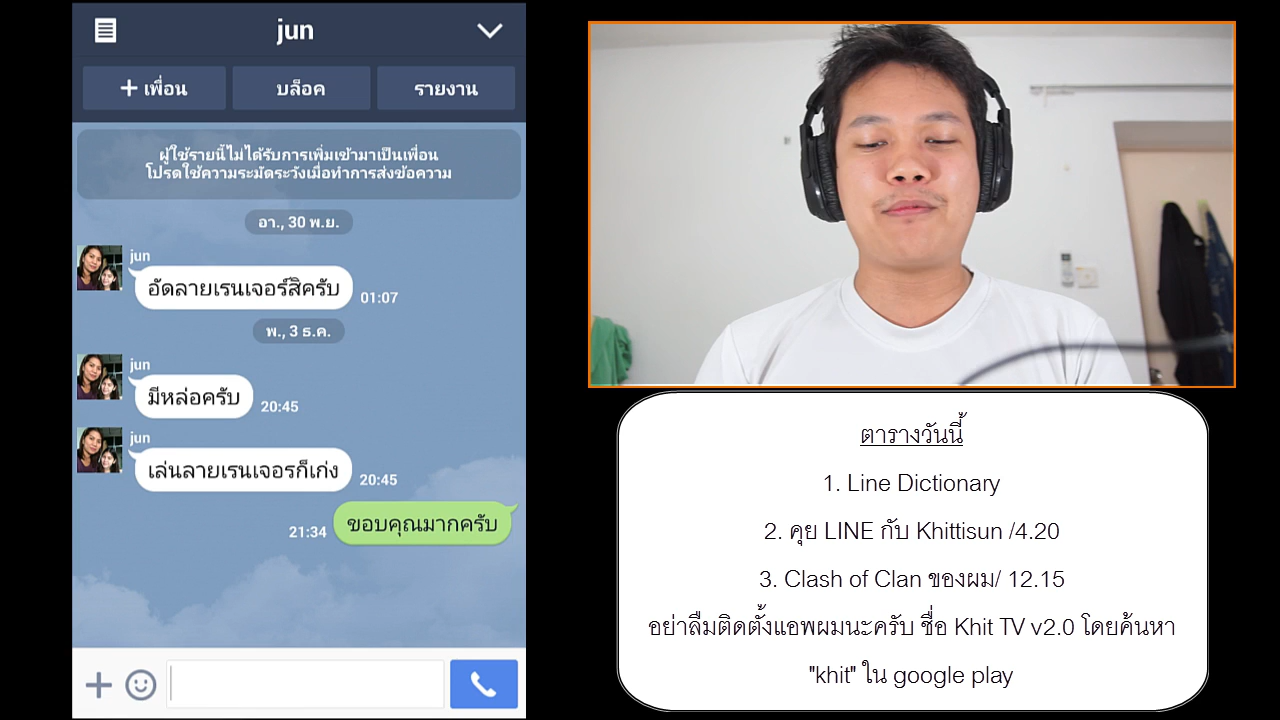 jun
+ เพื่อน
บล็อค
รายงาน
ผู้ใช้รายนี้ไม่ได้รับการเพิ่มเข้ามาเป็นเพื่อน
โปรดใช้ความระมัดระวังเมื่อทำการส่งข้อความ
อา., 30 พ.ย.
jun
อัดลายเรนเจอร์สิครับ 01:07
พ., 3 ธ.ค.
jun
มีหล่อครับ 20:45
jun
เล่นลายเรนเจอรก็เก่ง 20:45
21:34 ขอบคุณมากครับ
ตารางวันนี้
1. Line Dictionary
2. คุย LINE กับ Khittisun /4.20
3. Clash of Clan ของผม/ 12.15
อย่าลืมติดตั้งแอพผมนะครับ ชื่อ Khit TV v2.0 โดยค้นหา
"khit" ใน google play